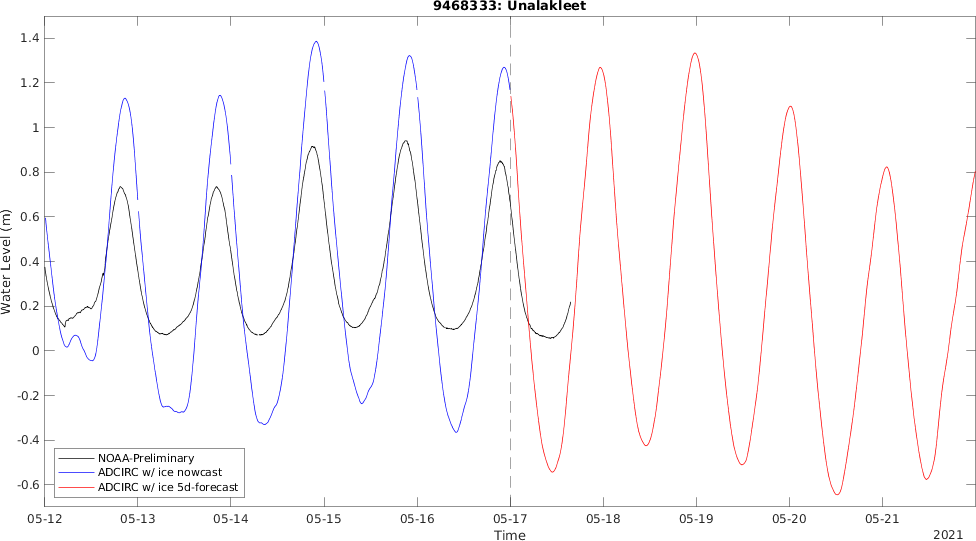 9468333: Unalakleet
Water Level (m)
1.4
1.2
1
0.8
0.6
0.4
0.2
0
-0.2
-0.4
-0.6
NOAA-Preliminary
ADCIRC w/ ice nowcast
ADCIRC w/ ice 5d-forecast
05-12 05-13 05-14 05-15 05-16 05-17 05-18 05-19 05-20 05-21
Time
2021